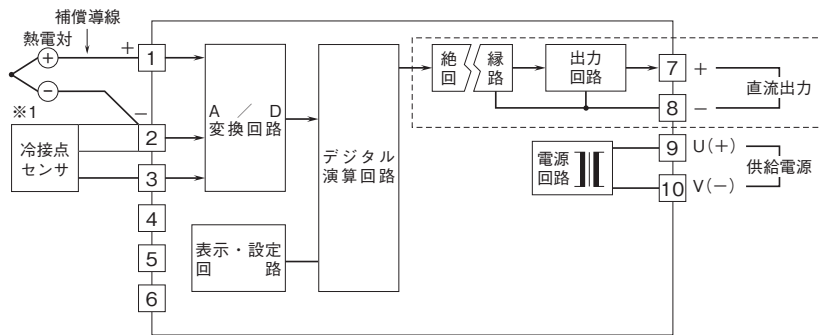 補償導線
熱電対
+
−
+
−
※1
冷接点
センサ
1
2
3
4
5
6
A / D
変換回路
表示・設定
回 路
デジタル
演算回路
絶 縁
回 路
出力
回路
7
+
8
−
直流出力
電源
回路
9
U(+)
10
V(−)
供給電源